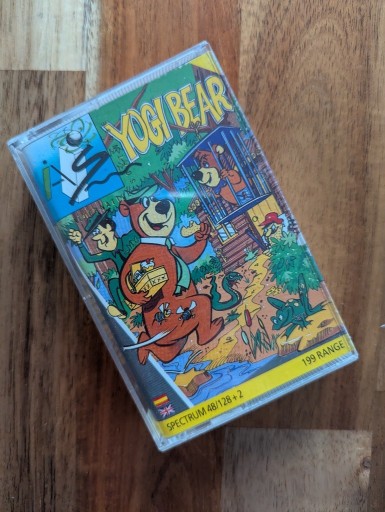 YOGI BEAR
SPECTRUM 48/128 +2
199 RANGE